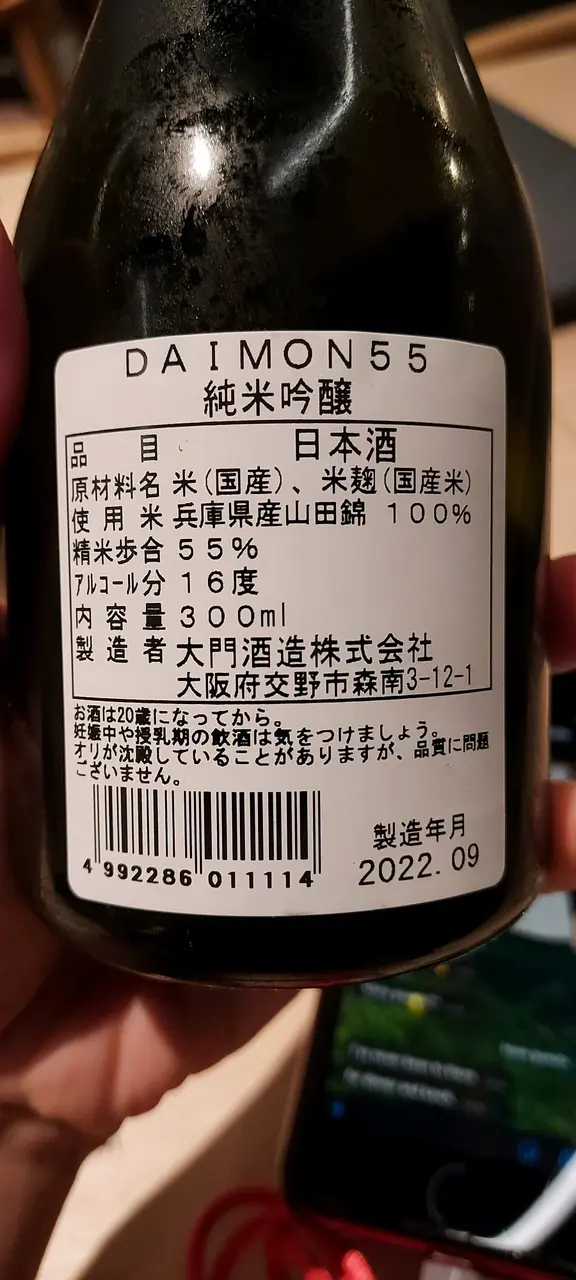 DAIMON55
純米吟醸
品目 日本酒
原材料名 米(国産)、米麹(国産米)
使用米 兵庫県産山田錦 100%
精米歩合 55%
アルコール分 16度
内容量 300ml
製造者 大門酒造株式会社
大阪府交野市森南3-12-1
お酒は20歳になってから。
妊娠中や授乳期の飲酒は気をつけましょう。
オリが沈殿していることがありますが、品質に問題
ございません。
製造年月
2022.09
4 992286 011114